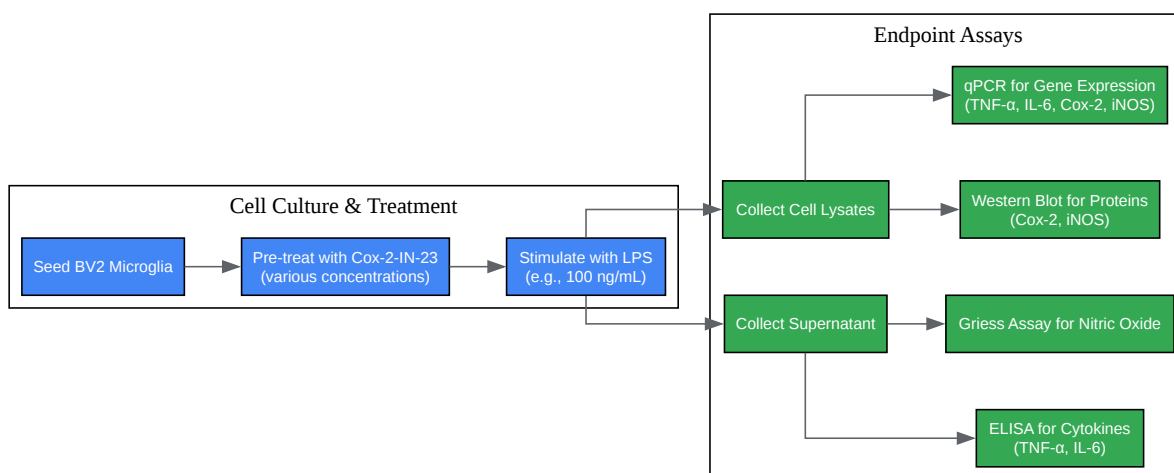 Endpoint Assays
qPCR for Gene Expression
(TNF-α, IL-6, Cox-2, iNOS)
Cell Culture & Treatment
Collect Cell Lysates
Western Blot for Proteins
(Cox-2, iNOS)
Seed BV2 Microglia
Pre-treat with Cox-2-IN-23
(various concentrations)
Stimulate with LPS
(e.g., 100 ng/mL)
Collect Supernatant
Griess Assay for Nitric Oxide
ELISA for Cytokines
(TNF-α, IL-6)